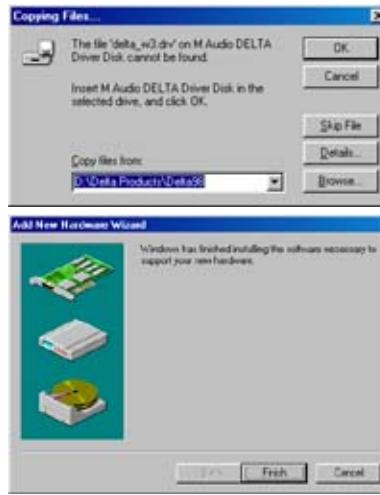 Copying Files...
The file 'delta_w3.drv' on M Audio DELTA
Driver Disk cannot be found.
Insert M Audio DELTA Driver Disk in the
selected drive, and click OK.
Copy files from:
D:\Delta Products\Delta98
OK
Cancel
Skip File
Details...
Browse...
Add New Hardware Wizard
Windows has finished installing the software necessary to
support your new hardware.
Finish
Cancel